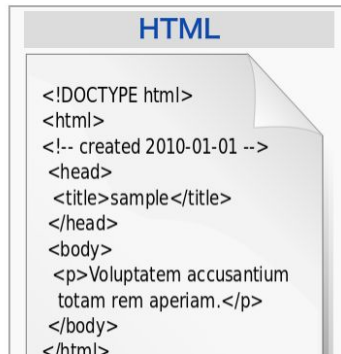 HTML
<!DOCTYPE html>
<html>
<!-- created 2010-01-01 -->
<head>
<title>sample</title>
</head>
<body>
<p>Voluptatem accusantium
totam rem aperiam.</p>
</body>
</html>